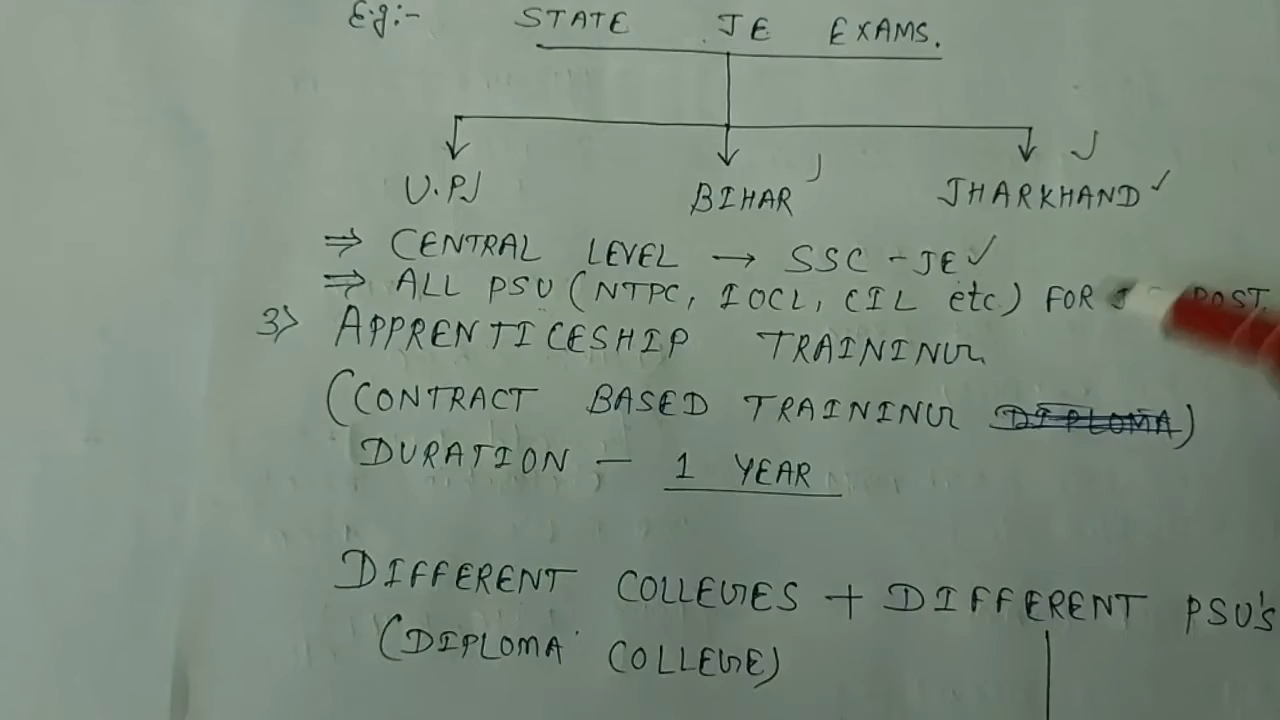 E.g:- STATE JE EXAMS.
U.P BIHAR JHARKHAND ✓
⇒ CENTRAL LEVEL → SSC - JE ✓
⇒ ALL PSU (NTPC, IOCL, CIL etc) FOR POST.
3) APPRENTICESHIP TRAINING
(CONTRACT BASED TRAINING DIPLOMA)
DURATION — 1 YEAR
DIFFERENT COLLEGES + DIFFERENT PSU's
(DIPLOMA COLLEGE)